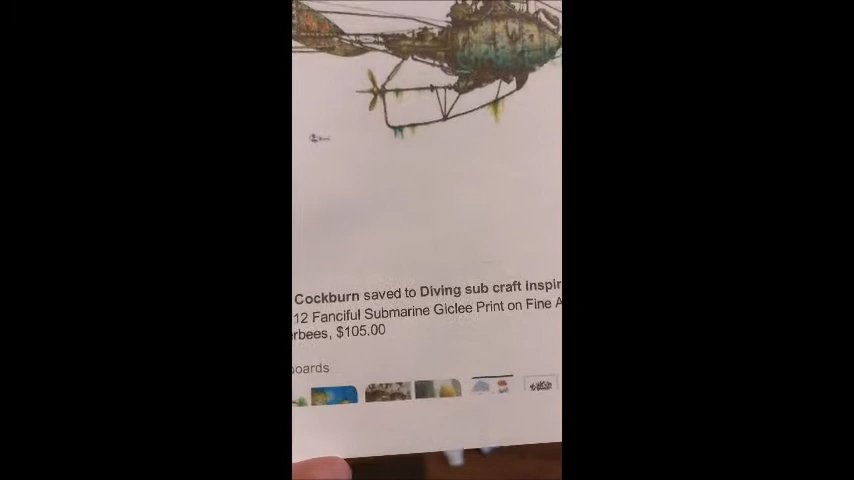 Cockburn saved to Diving sub craft inspir
12 Fanciful Submarine Giclee Print on Fine A
rbees, $105.00
oards